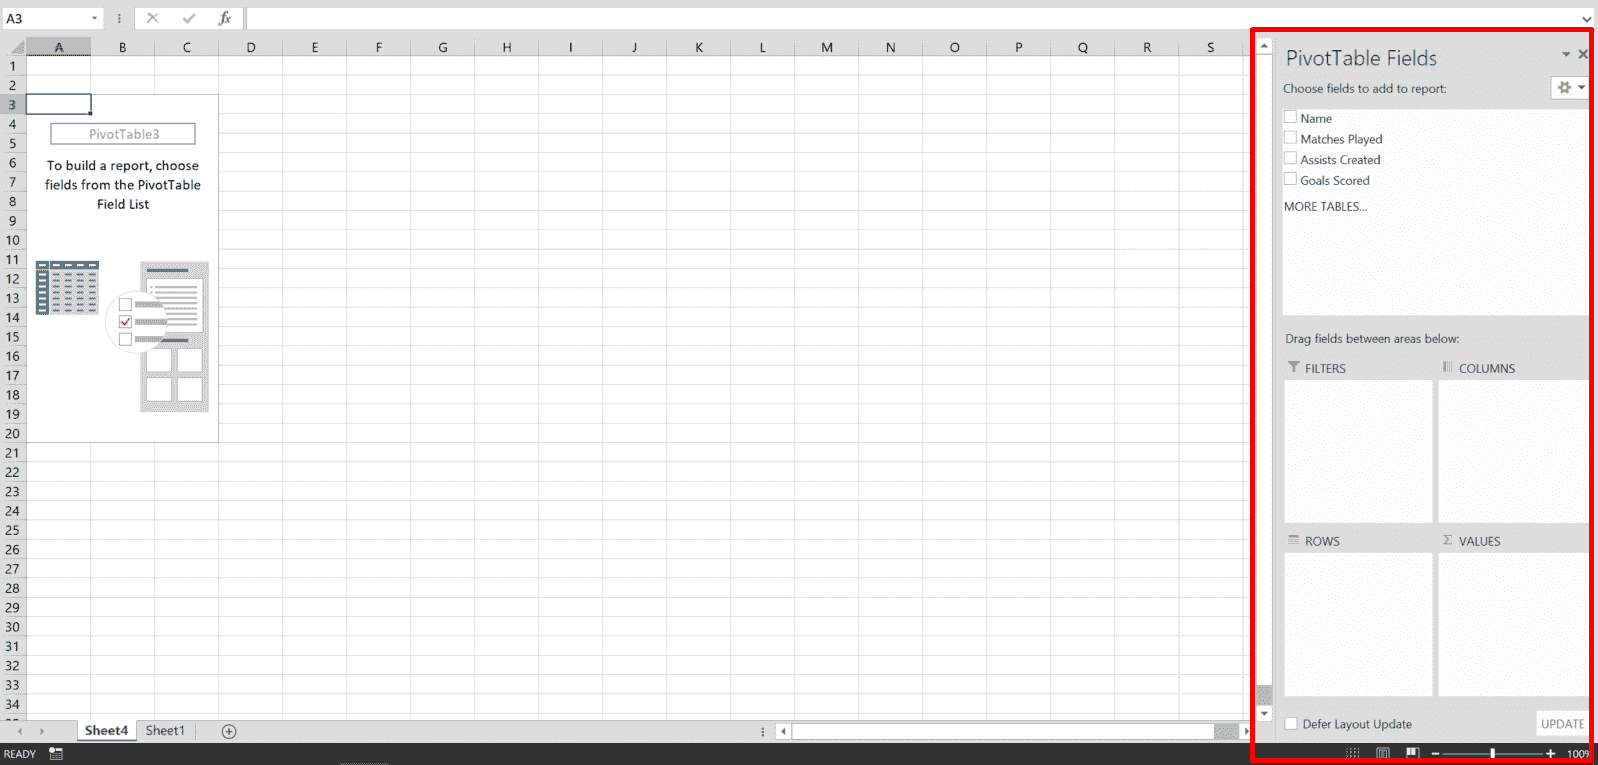 A3
fx
A B C D E F G H I J K L M N O P Q R S
1
2
3
4
5
6
7
8
9
10
11
12
13
14
15
16
17
18
19
20
21
22
23
24
25
26
27
28
29
30
31
32
33
34
PivotTable3
To build a report, choose
fields from the PivotTable
Field List
PivotTable Fields
Choose fields to add to report:
Name
Matches Played
Assists Created
Goals Scored
MORE TABLES...
Drag fields between areas below:
FILTERS
COLUMNS
ROWS
Σ VALUES
Defer Layout Update
UPDATE
Sheet4 Sheet1
READY
100%